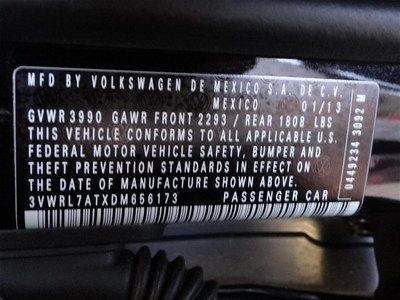 MFD BY VOLKSWAGEN DE MEXICO S.A. DE C.V.
MEXICO 01/13
GVWR 3990 GAWR FRONT 2293 / REAR 1808 LBS
THIS VEHICLE CONFORMS TO ALL APPLICABLE U.S.
FEDERAL MOTOR VEHICLE SAFETY, BUMPER AND
THEFT PREVENTION STANDARDS IN EFFECT ON THE
DATE OF MANUFACTURE SHOWN ABOVE.
3VWRL7ATXDM656173 PASSENGER CAR
0449234 3092 M